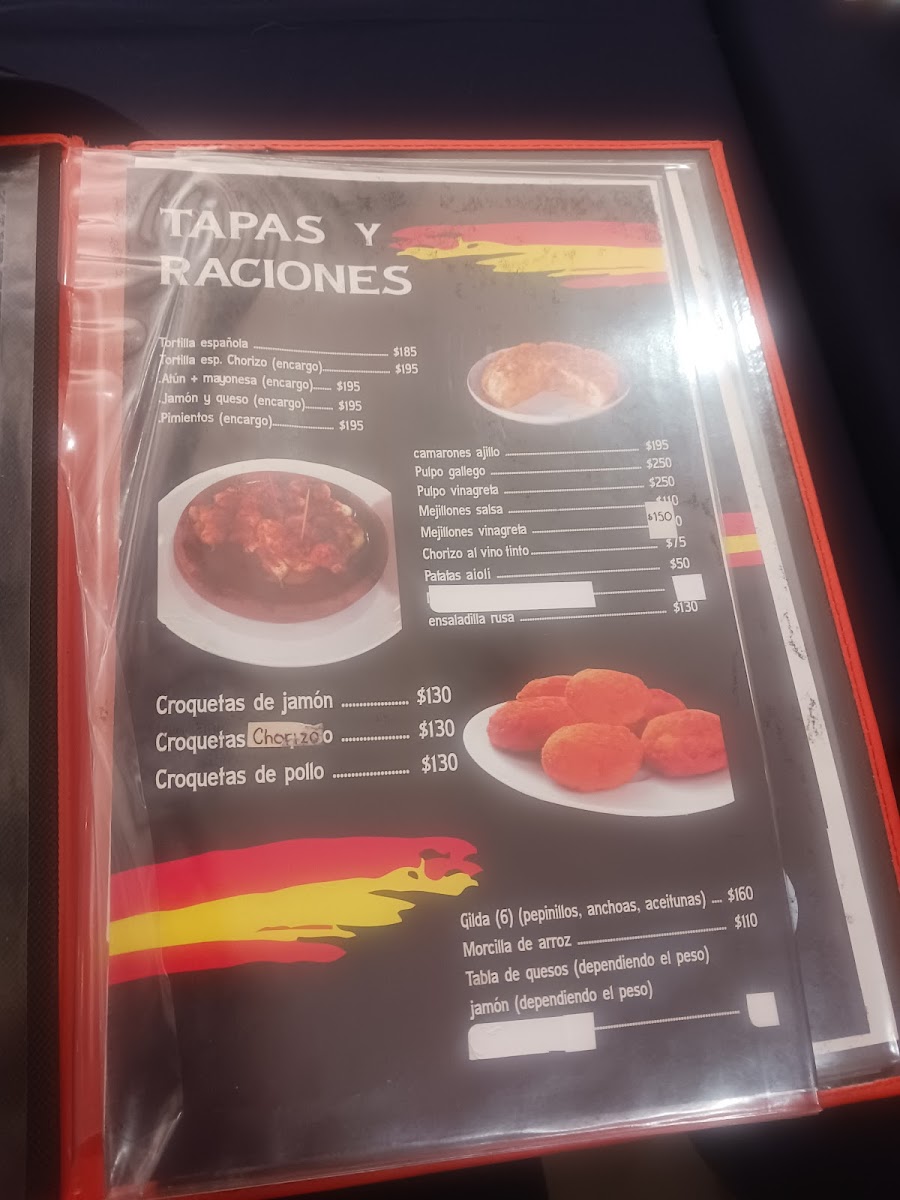 TAPAS Y
RACIONES
Tortilla española ........ $185
Tortilla esp. Chorizo (encargo)........ $195
.Atún + mayonesa (encargo)...... $195
.Jamón y queso (encargo)........ $195
.Pimientos (encargo)........ $195
camarones ajillo ........ $195
Pulpo gallego ........ $250
Pulpo vinagreta ........ $250
Mejillones salsa ........ $110
Mejillones vinagreta ........ $150
Chorizo al vino tinto ........ $75
Patatas aioli ........ $50
ensaladilla rusa ........ $130
Croquetas de jamón ........ $130
Croquetas Chorizo ........ $130
Croquetas de pollo ........ $130
Gilda (6) (pepinillos, anchoas, aceitunas) .... $160
Morcilla de arroz ........ $110
Tabla de quesos (dependiendo el peso)
jamón (dependiendo el peso)